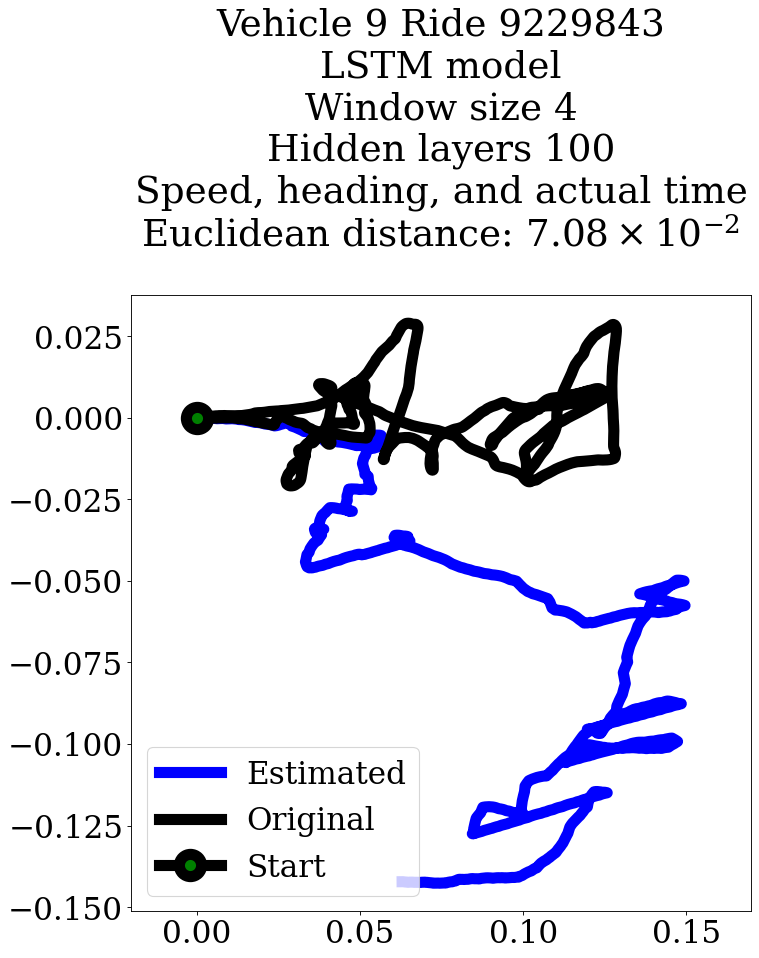 Vehicle 9 Ride 9229843
LSTM model
Window size 4
Hidden layers 100
Speed, heading, and actual time
Euclidean distance: 7.08 × 10⁻²
0.025
0.000
−0.025
−0.050
−0.075
−0.100
−0.125
−0.150
Estimated
Original
Start
0.00 0.05 0.10 0.15